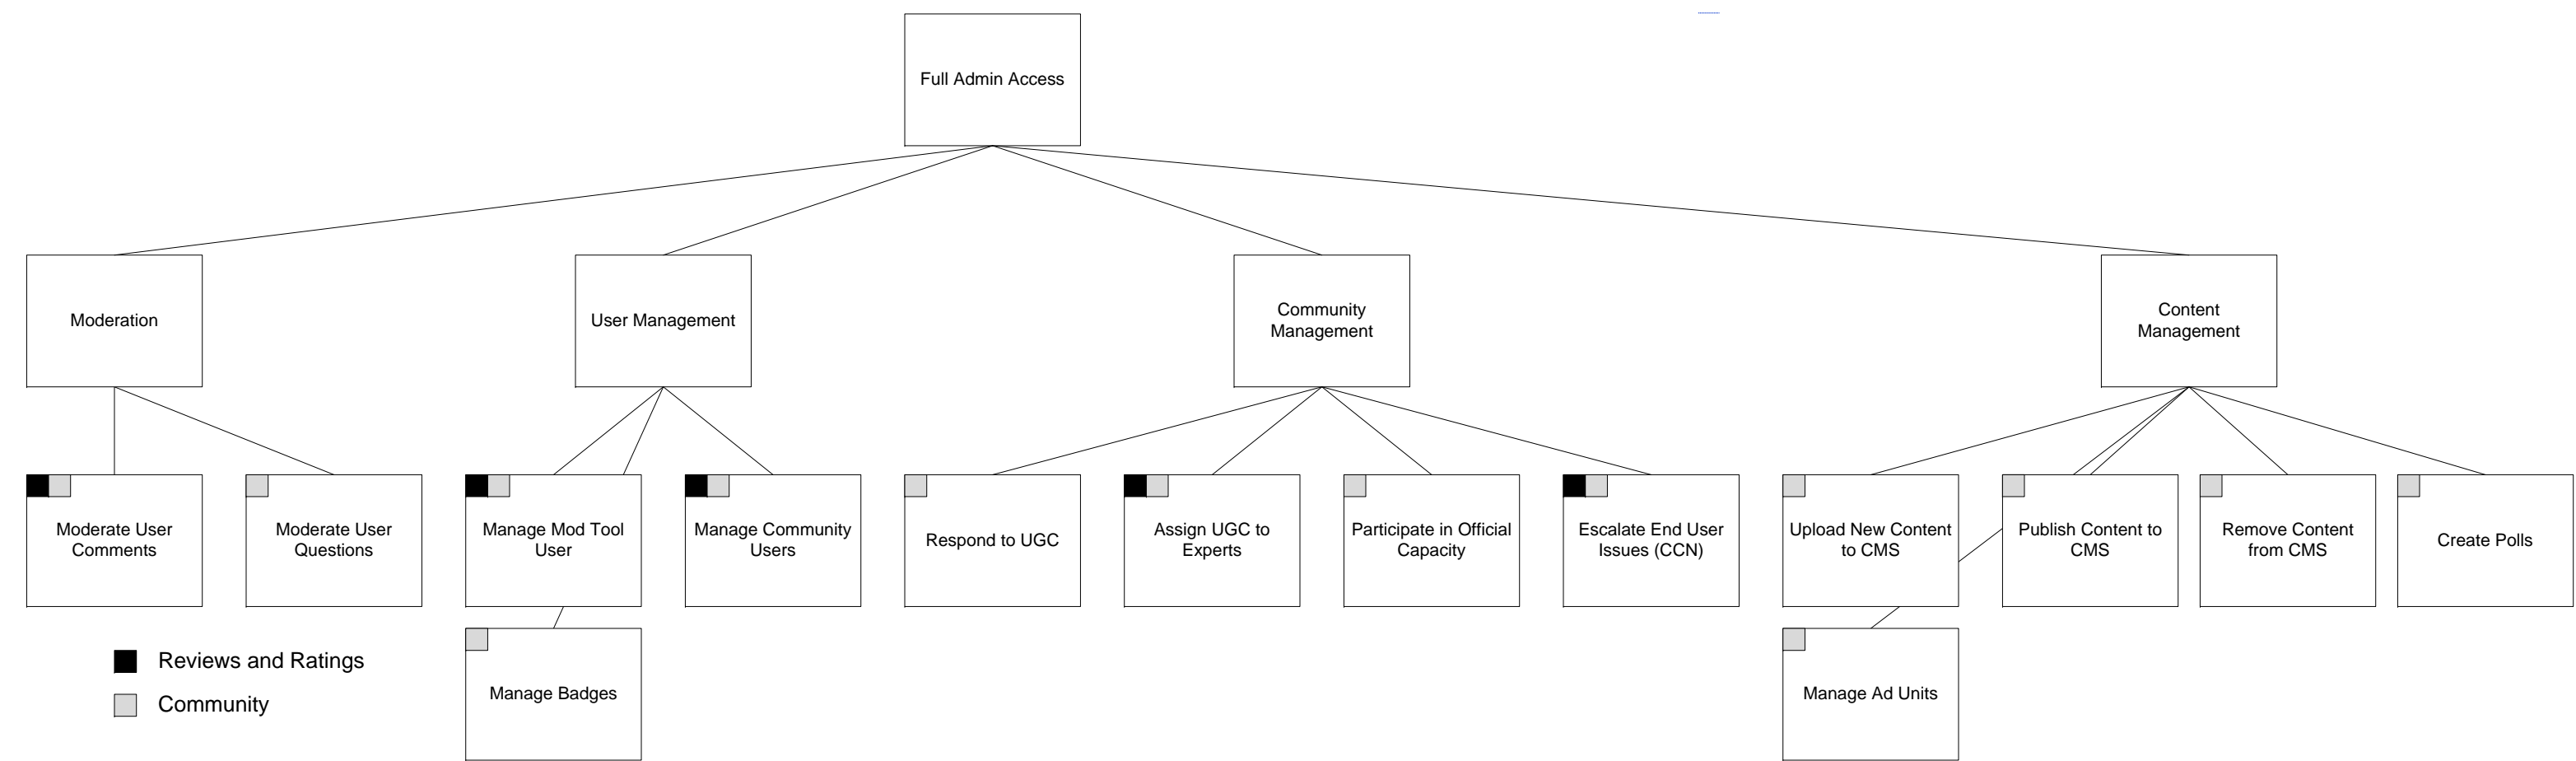 Full Admin Access
Moderation
User Management
Community
Management
Content
Management
Moderate User
Comments
Moderate User
Questions
Manage Mod Tool
User
Manage Community
Users
Respond to UGC
Assign UGC to
Experts
Participate in Official
Capacity
Escalate End User
Issues (CCN)
Upload New Content
to CMS
Publish Content to
CMS
Remove Content
from CMS
Create Polls
Reviews and Ratings
Community
Manage Badges
Manage Ad Units